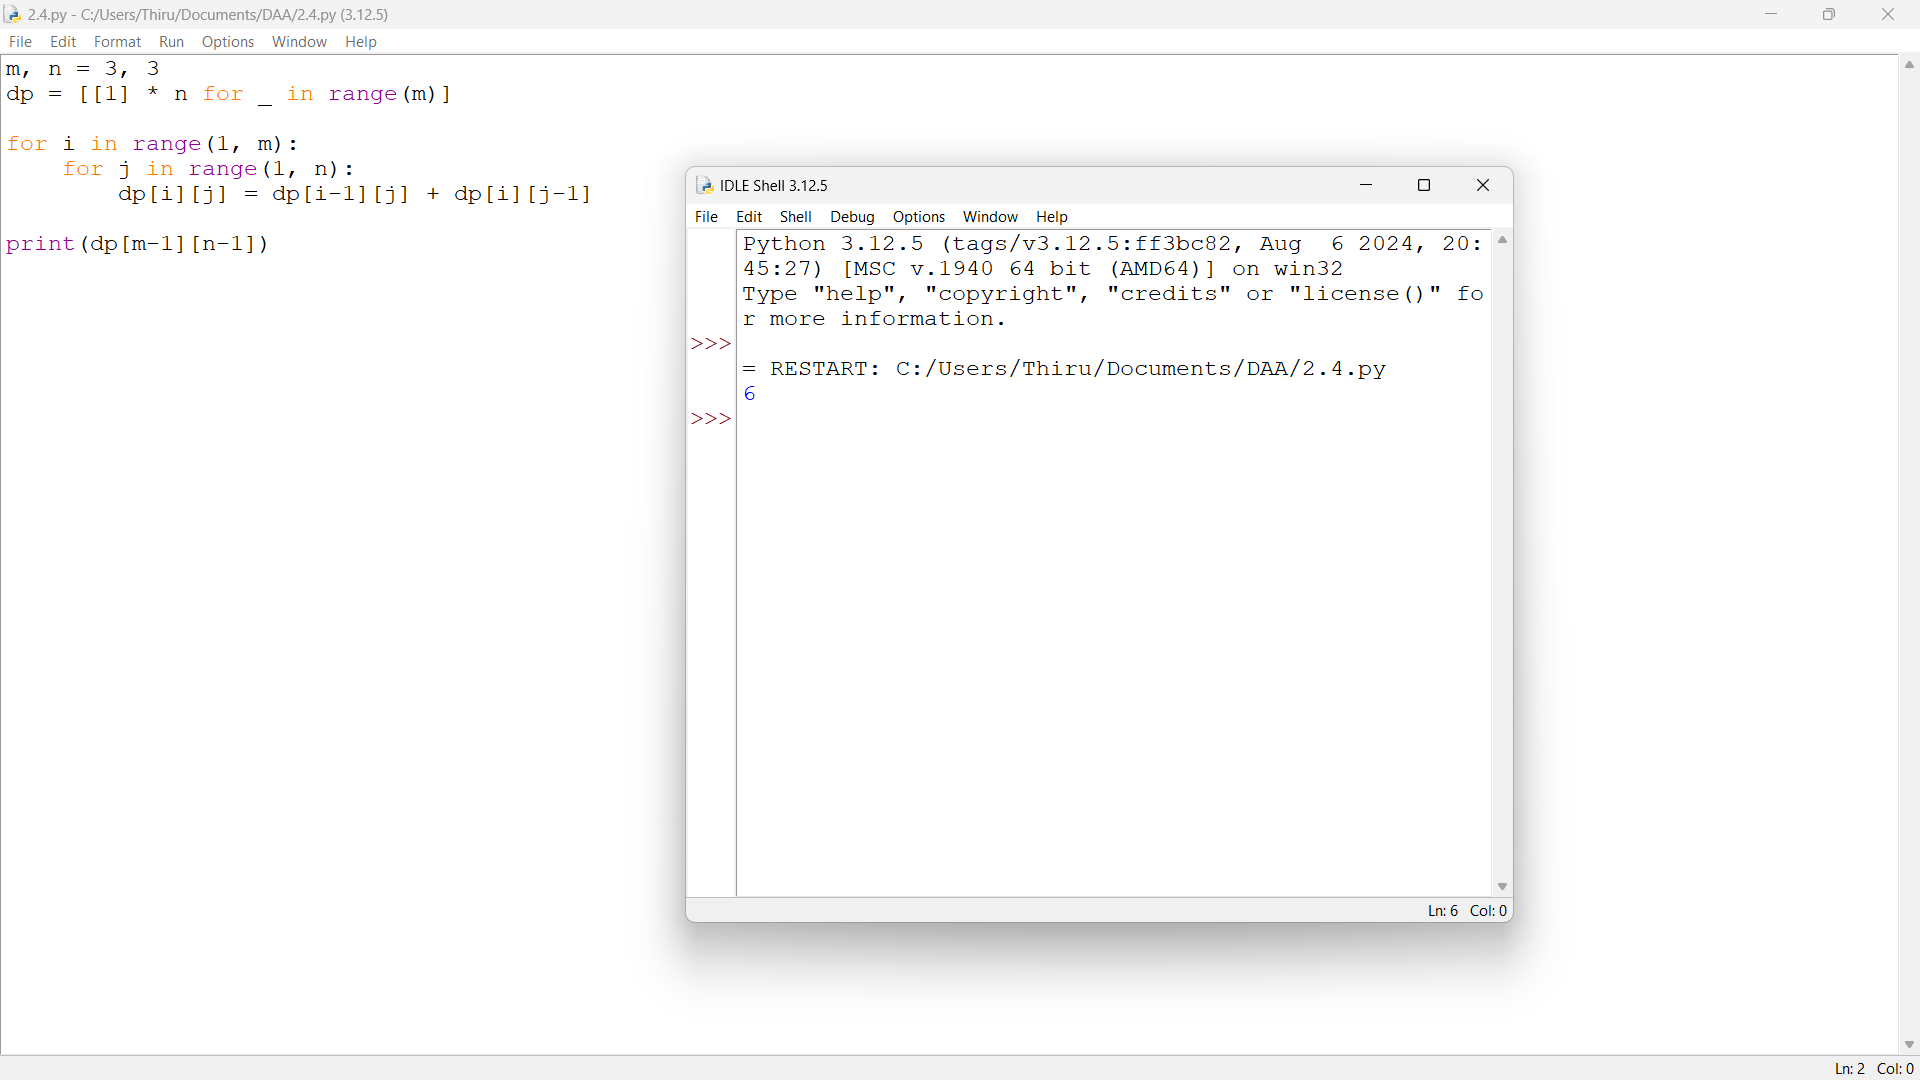 2.4.py - C:/Users/Thiru/Documents/DAA/2.4.py (3.12.5)
File Edit Format Run Options Window Help
m, n = 3, 3
dp = [[1] * n for _ in range(m)]
for i in range(1, m):
    for j in range(1, n):
        dp[i][j] = dp[i-1][j] + dp[i][j-1]
print(dp[m-1][n-1])
IDLE Shell 3.12.5
File Edit Shell Debug Options Window Help
Python 3.12.5 (tags/v3.12.5:ff3bc82, Aug  6 2024, 20:
45:27) [MSC v.1940 64 bit (AMD64)] on win32
Type "help", "copyright", "credits" or "license()" fo
r more information.
>>>
= RESTART: C:/Users/Thiru/Documents/DAA/2.4.py
6
>>>
Ln: 6 Col: 0
Ln: 2 Col: 0